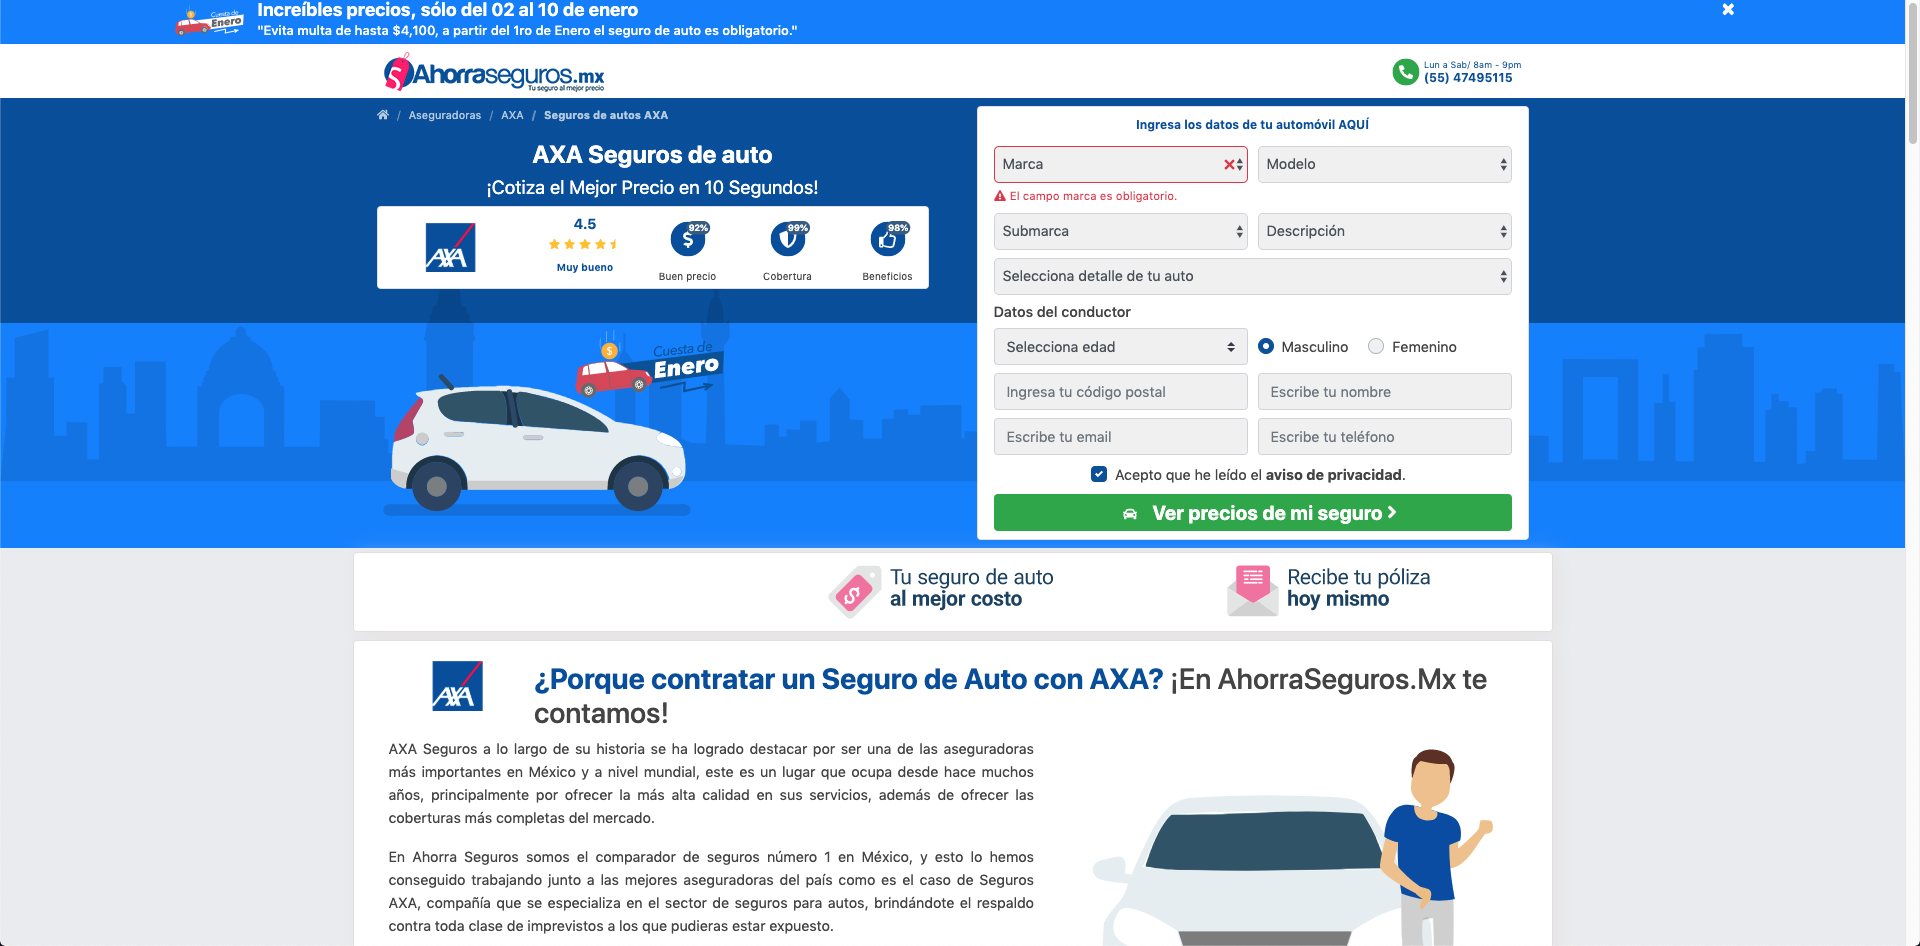 Cuesta de
Enero
Increíbles precios, sólo del 02 al 10 de enero
"Evita multa de hasta $4,100, a partir del 1ro de Enero el seguro de auto es obligatorio."
Ahorraseguros.mx
Tu seguro al mejor precio
Lun a Sab/ 8am - 9pm
(55) 47495115
/ Aseguradoras / AXA / Seguros de autos AXA
AXA Seguros de auto
¡Cotiza el Mejor Precio en 10 Segundos!
AXA
4.5
Muy bueno
92%
Buen precio
99%
Cobertura
98%
Beneficios
Cuesta de
Enero
Ingresa los datos de tu automóvil AQUÍ
Marca
Modelo
El campo marca es obligatorio.
Submarca
Descripción
Selecciona detalle de tu auto
Datos del conductor
Selecciona edad
Masculino
Femenino
Ingresa tu código postal
Escribe tu nombre
Escribe tu email
Escribe tu teléfono
Acepto que he leído el aviso de privacidad.
Ver precios de mi seguro
Tu seguro de auto
al mejor costo
Recibe tu póliza
hoy mismo
AXA
¿Porque contratar un Seguro de Auto con AXA? ¡En AhorraSeguros.Mx te
contamos!
AXA Seguros a lo largo de su historia se ha logrado destacar por ser una de las aseguradoras
más importantes en México y a nivel mundial, este es un lugar que ocupa desde hace muchos
años, principalmente por ofrecer la más alta calidad en sus servicios, además de ofrecer las
coberturas más completas del mercado.
En Ahorra Seguros somos el comparador de seguros número 1 en México, y esto lo hemos
conseguido trabajando junto a las mejores aseguradoras del país como es el caso de Seguros
AXA, compañía que se especializa en el sector de seguros para autos, brindándote el respaldo
contra toda clase de imprevistos a los que pudieras estar expuesto.